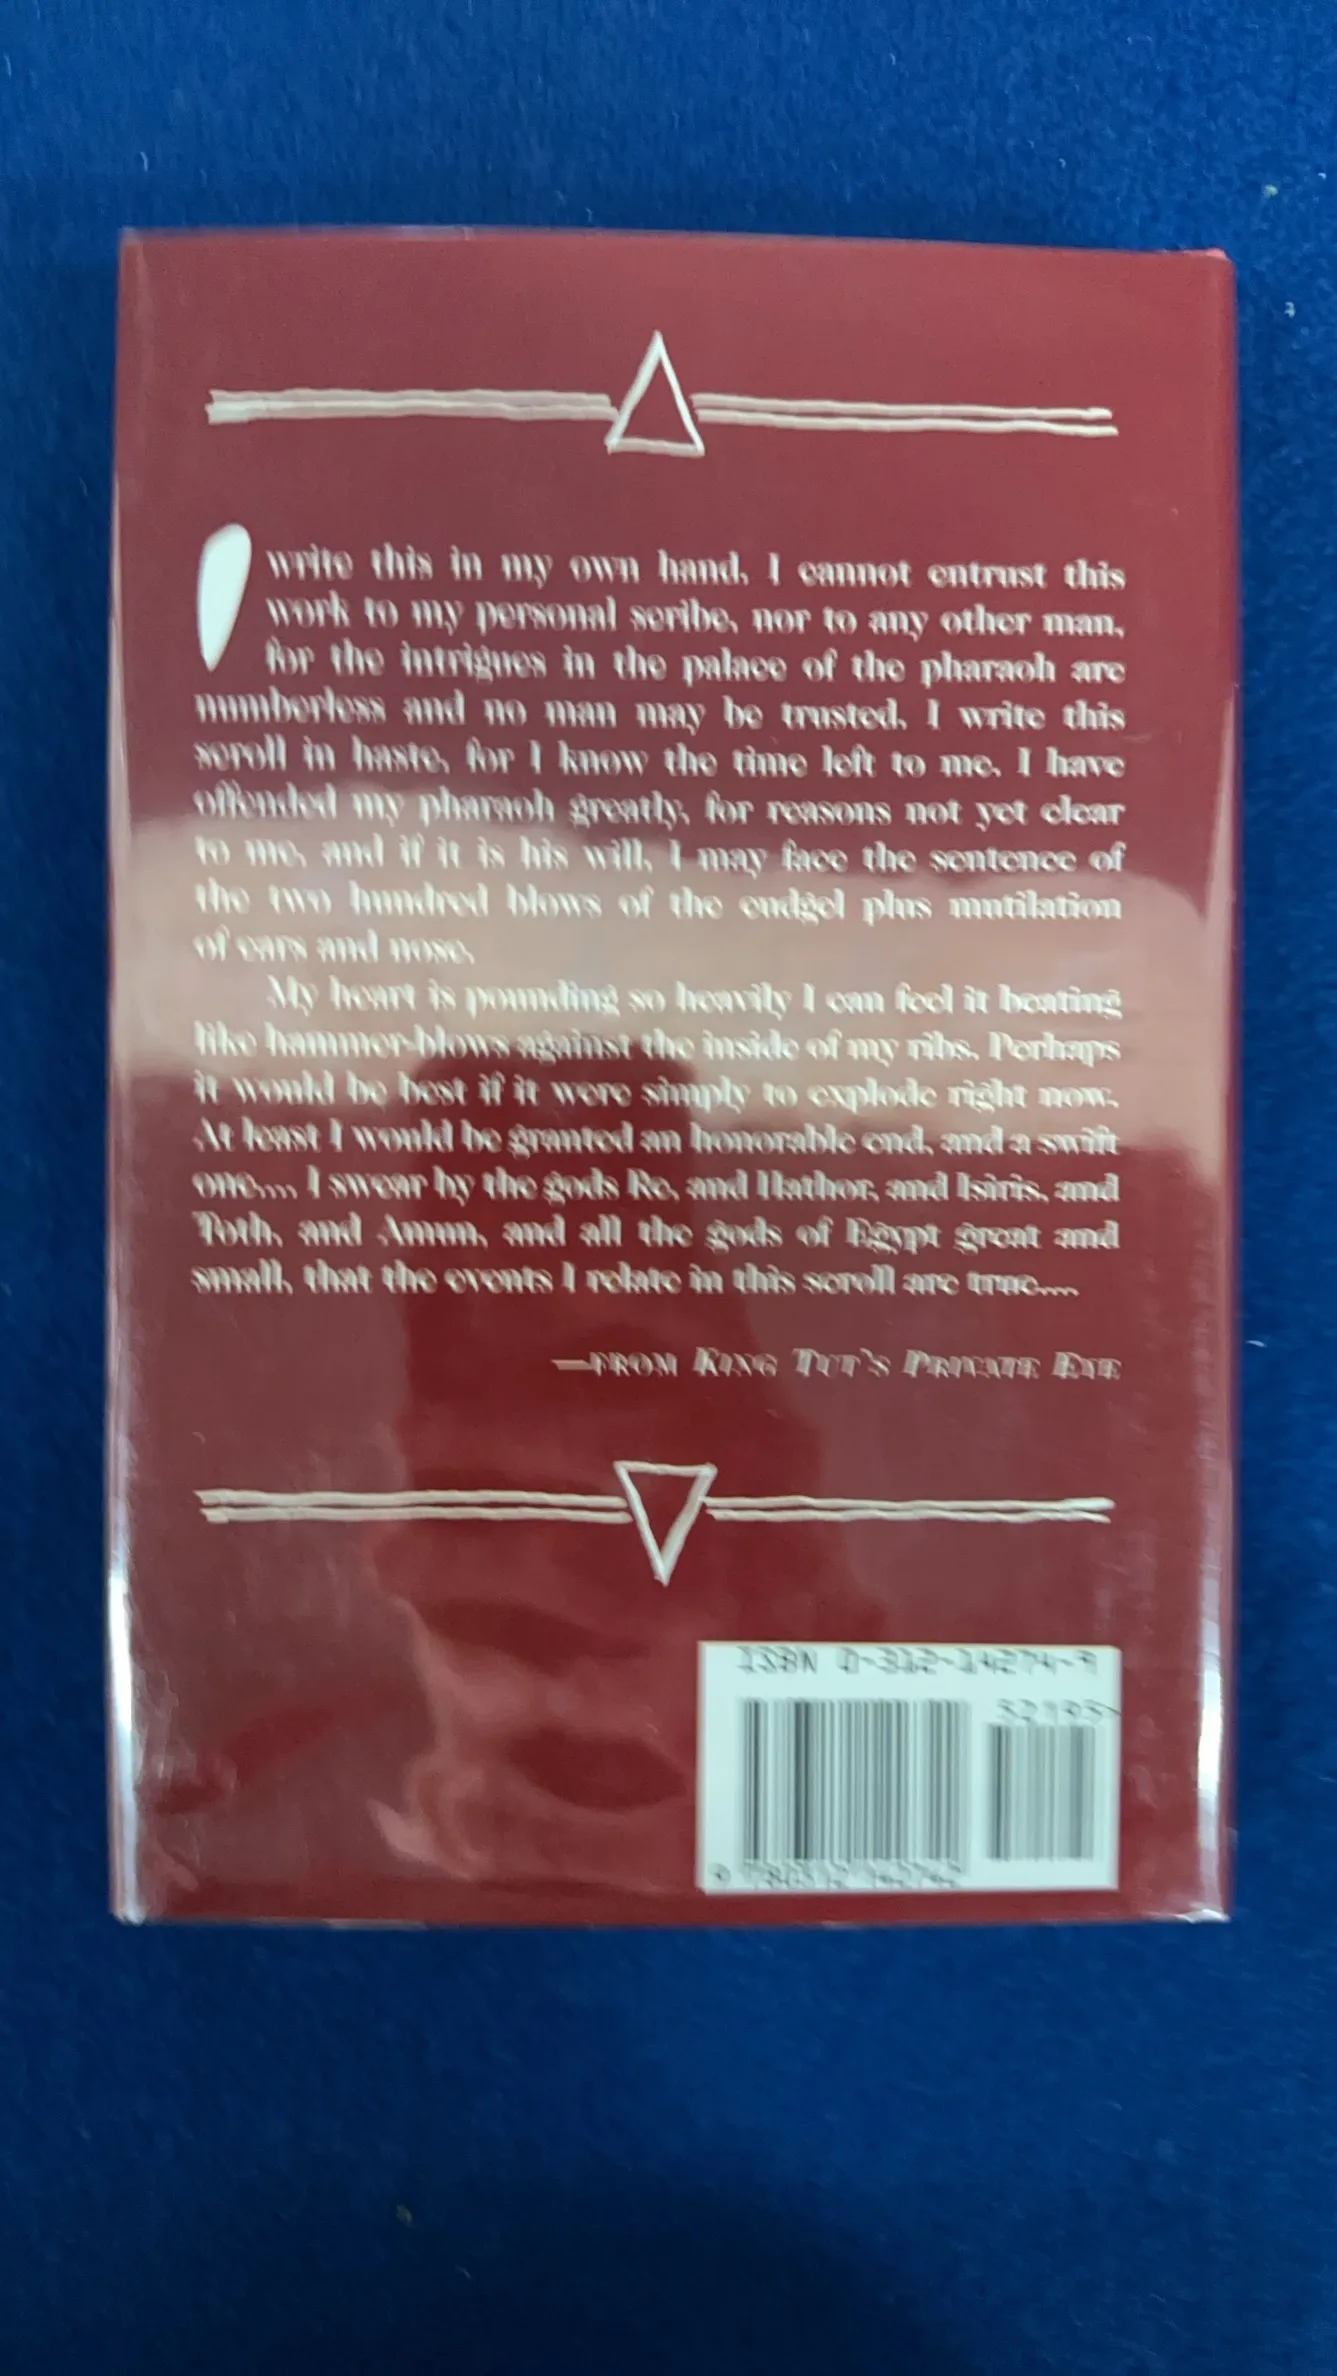 I write this in my own hand. I cannot entrust this
work to my personal scribe, nor to any other man,
for the intrigues in the palace of the pharaoh are
numberless and no man may be trusted. I write this
scroll in haste, for I know the time left to me. I have
offended my pharaoh greatly, for reasons not yet clear
to me, and if it is his will, I may face the sentence of
the two hundred blows of the cudgel plus mutilation
of ears and nose.
My heart is pounding so heavily I can feel it beating
like hammer-blows against the inside of my ribs. Perhaps
it would be best if it were simply to explode right now.
At least I would be granted an honorable end, and a swift
one.... I swear by the gods Re, and Hathor, and Isiris, and
Toth, and Amun, and all the gods of Egypt great and
small, that the events I relate in this scroll are true....
—FROM KING TUT'S PRIVATE EYE
ISBN 0-312-14274-9
52195
9 780312 142742